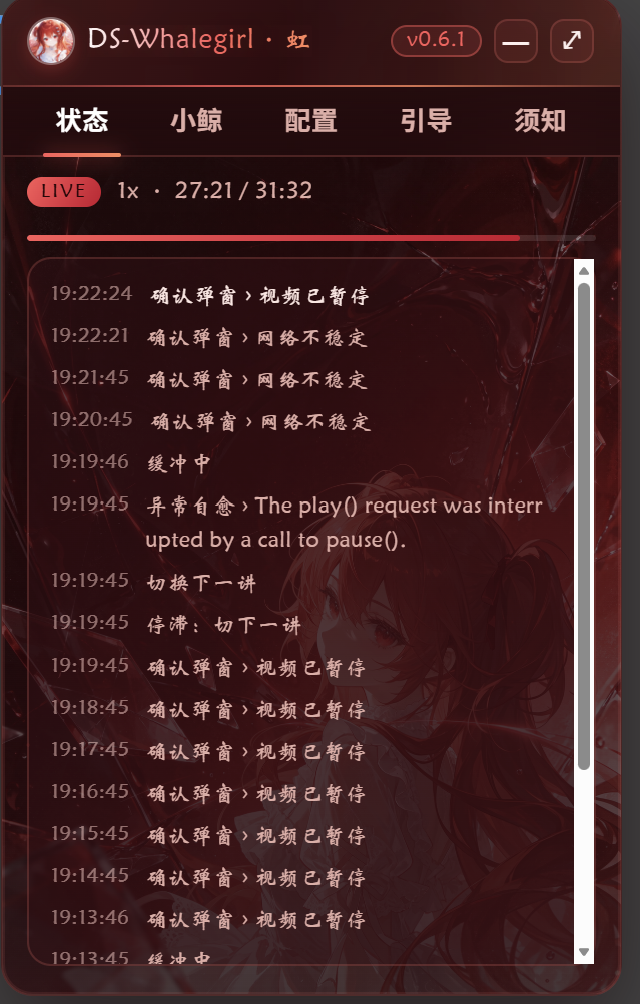 DS-Whalegirl · 虹
v0.6.1
状态 小鲸 配置 引导 须知
LIVE 1x · 27:21 / 31:32
19:22:24 确认弹窗 › 视频已暂停
19:22:21 确认弹窗 › 网络不稳定
19:21:45 确认弹窗 › 网络不稳定
19:20:45 确认弹窗 › 网络不稳定
19:19:46 缓冲中
19:19:45 异常自愈 › The play() request was interr
upted by a call to pause().
19:19:45 切换下一讲
19:19:45 停滞：切下一讲
19:19:45 确认弹窗 › 视频已暂停
19:18:45 确认弹窗 › 视频已暂停
19:17:45 确认弹窗 › 视频已暂停
19:16:45 确认弹窗 › 视频已暂停
19:15:45 确认弹窗 › 视频已暂停
19:14:45 确认弹窗 › 视频已暂停
19:13:46 确认弹窗 › 视频已暂停
19:13:45 缓冲中